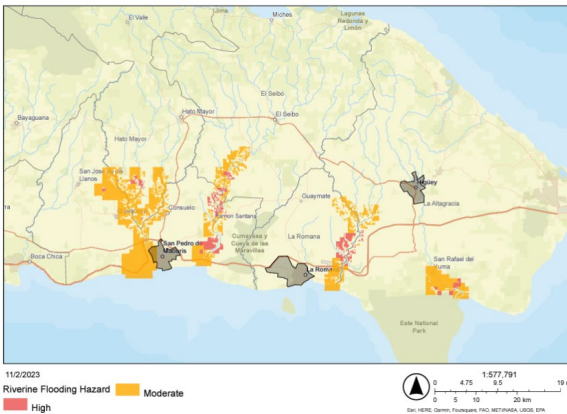 El Valle
Miches
Lagunas
Redonda y
Limón
Bayaguana
Hato Mayor
El Seibo
El Seibo
Hato Mayor
San José de los
Llanos
Higüey
Guaymate
Consuelo
La Altagracia
Ramón Santana
San Pedro de
Macorís
Cumayasa y
Cueva de las
Maravillas
La Romana
Boca Chica
San Rafael del
Yuma
La Romana
Este National
Park
11/2/2023
Riverine Flooding Hazard
Moderate
High
1:577,791
0 4.75 9.5 19 m
0 5 10 20 km
Esri, HERE, Garmin, Foursquare, FAO, METI/NASA, USGS, EPA